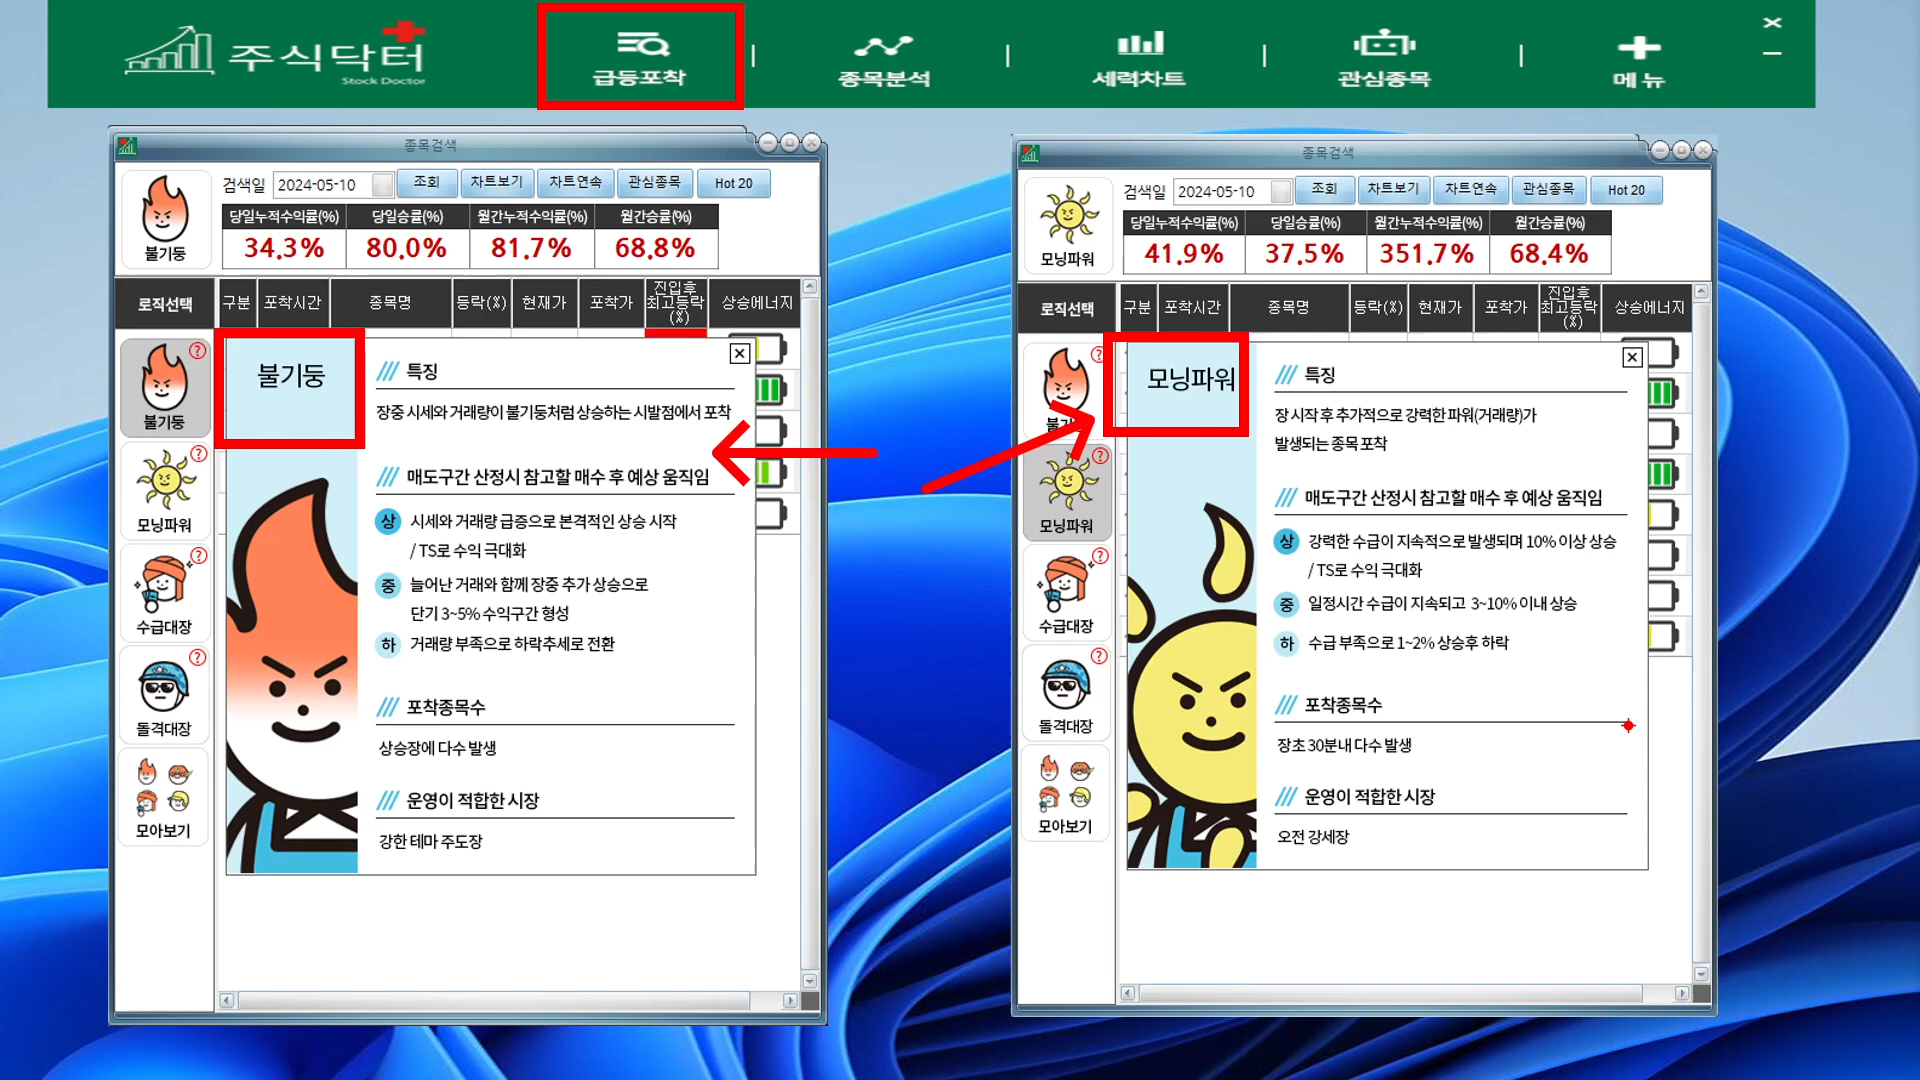 주식닥터
Stock Doctor
급등포착
종목분석
세력차트
관심종목
메뉴
종목검색
불기둥
검색일
2024-05-10
조회
차트보기
차트연속
관심종목
Hot 20
당일누적수익률(%) 당일승률(%) 월간누적수익률(%) 월간승률(%)
34.3% 80.0% 81.7% 68.8%
로직선택
구분 포착시간 종목명 등락(%) 현재가 포착가 진입후 최고등락 (%) 상승에너지
불기둥
모닝파워
수급대장
돌격대장
모아보기
불기둥
/// 특징
장중 시세와 거래량이 불기둥처럼 상승하는 시발점에서 포착
/// 매도구간 산정시 참고할 매수 후 예상 움직임
상 시세와 거래량 급증으로 본격적인 상승 시작
/ TS로 수익 극대화
중 늘어난 거래와 함께 장중 추가 상승으로
단기 3~5% 수익구간 형성
하 거래량 부족으로 하락추세로 전환
/// 포착종목수
상승장에 다수 발생
/// 운영이 적합한 시장
강한 테마 주도장
종목검색
모닝파워
검색일
2024-05-10
조회
차트보기
차트연속
관심종목
Hot 20
당일누적수익률(%) 당일승률(%) 월간누적수익률(%) 월간승률(%)
41.9% 37.5% 351.7% 68.4%
로직선택
구분 포착시간 종목명 등락(%) 현재가 포착가 진입후 최고등락 (%) 상승에너지
모닝파워
수급대장
돌격대장
모아보기
모닝파워
/// 특징
장 시작 후 추가적으로 강력한 파워(거래량)가
발생되는 종목 포착
/// 매도구간 산정시 참고할 매수 후 예상 움직임
상 강력한 수급이 지속적으로 발생되며 10% 이상 상승
/ TS로 수익 극대화
중 일정시간 수급이 지속되고 3~10% 이내 상승
하 수급 부족으로 1~2% 상승후 하락
/// 포착종목수
장초 30분내 다수 발생
/// 운영이 적합한 시장
오전 강세장